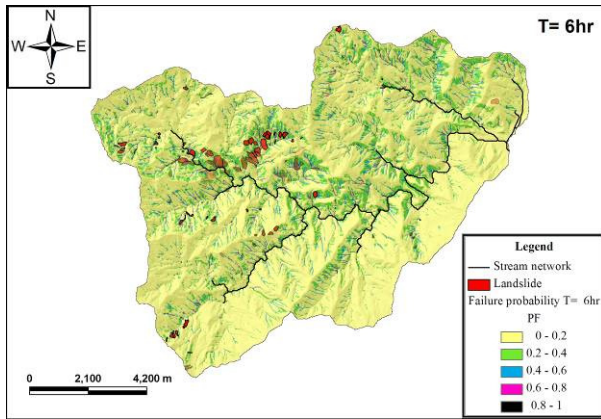 N
T= 6hr
W E
S
Legend
Stream network
Landslide
Failure probability T= 6hr
PF
0 - 0.2
0.2 - 0.4
0.4 - 0.6
0.6 - 0.8
0.8 - 1
0 2,100 4,200 m